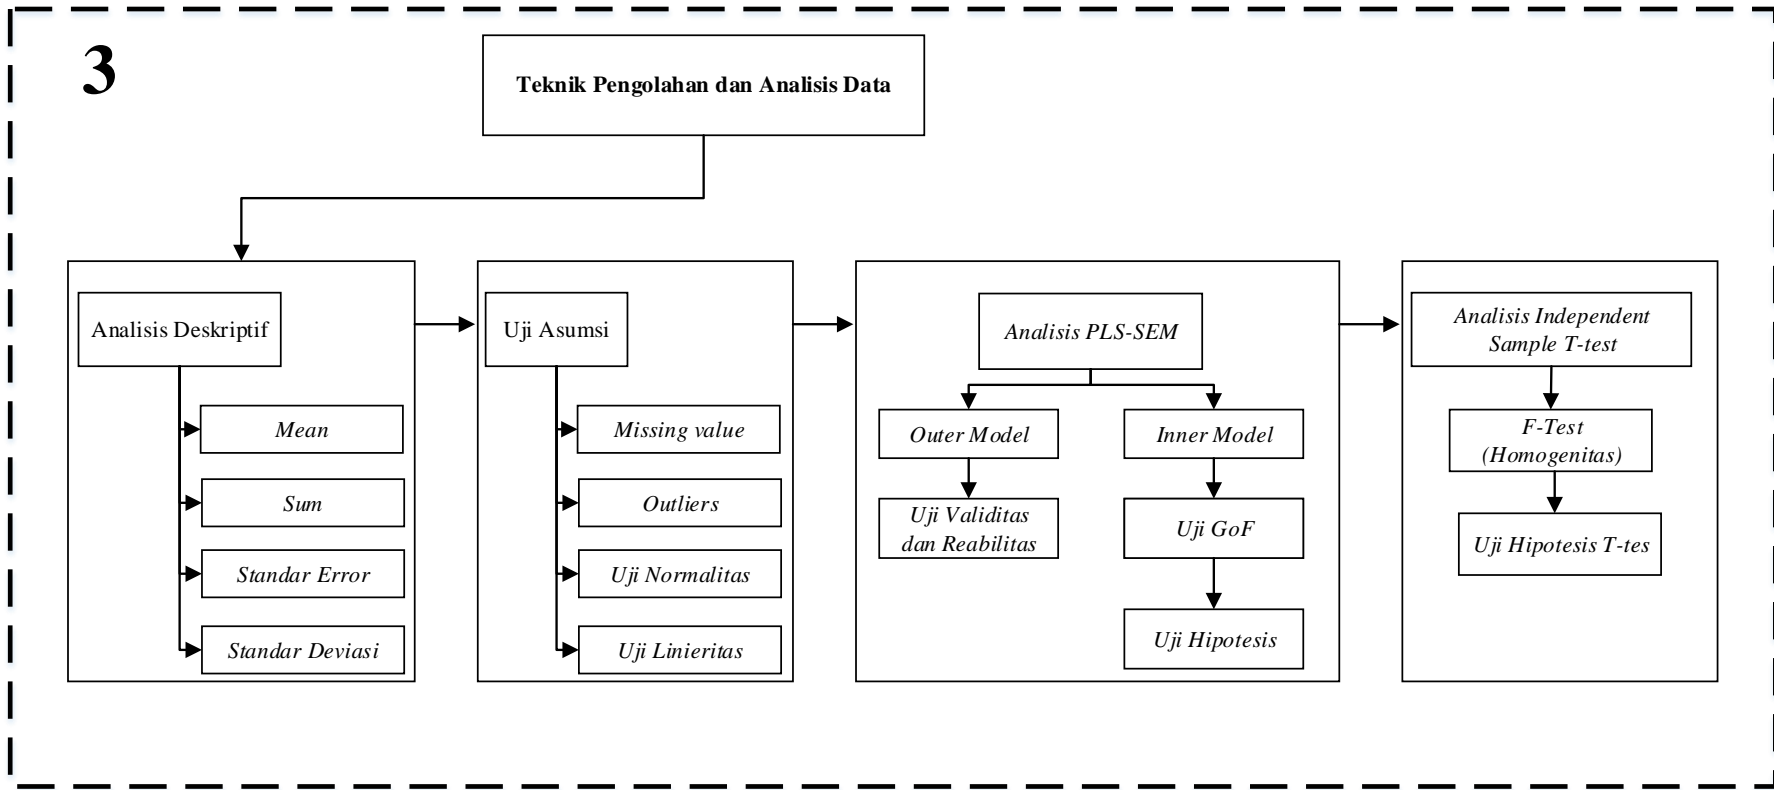 3
Teknik Pengolahan dan Analisis Data
Analisis Deskriptif
Mean
Sum
Standar Error
Standar Deviasi
Uji Asumsi
Missing value
Outliers
Uji Normalitas
Uji Linieritas
Analisis PLS-SEM
Outer Model
Uji Validitas
dan Reabilitas
Inner Model
Uji GoF
Uji Hipotesis
Analisis Independent
Sample T-test
F-Test
(Homogenitas)
Uji Hipotesis T-tes